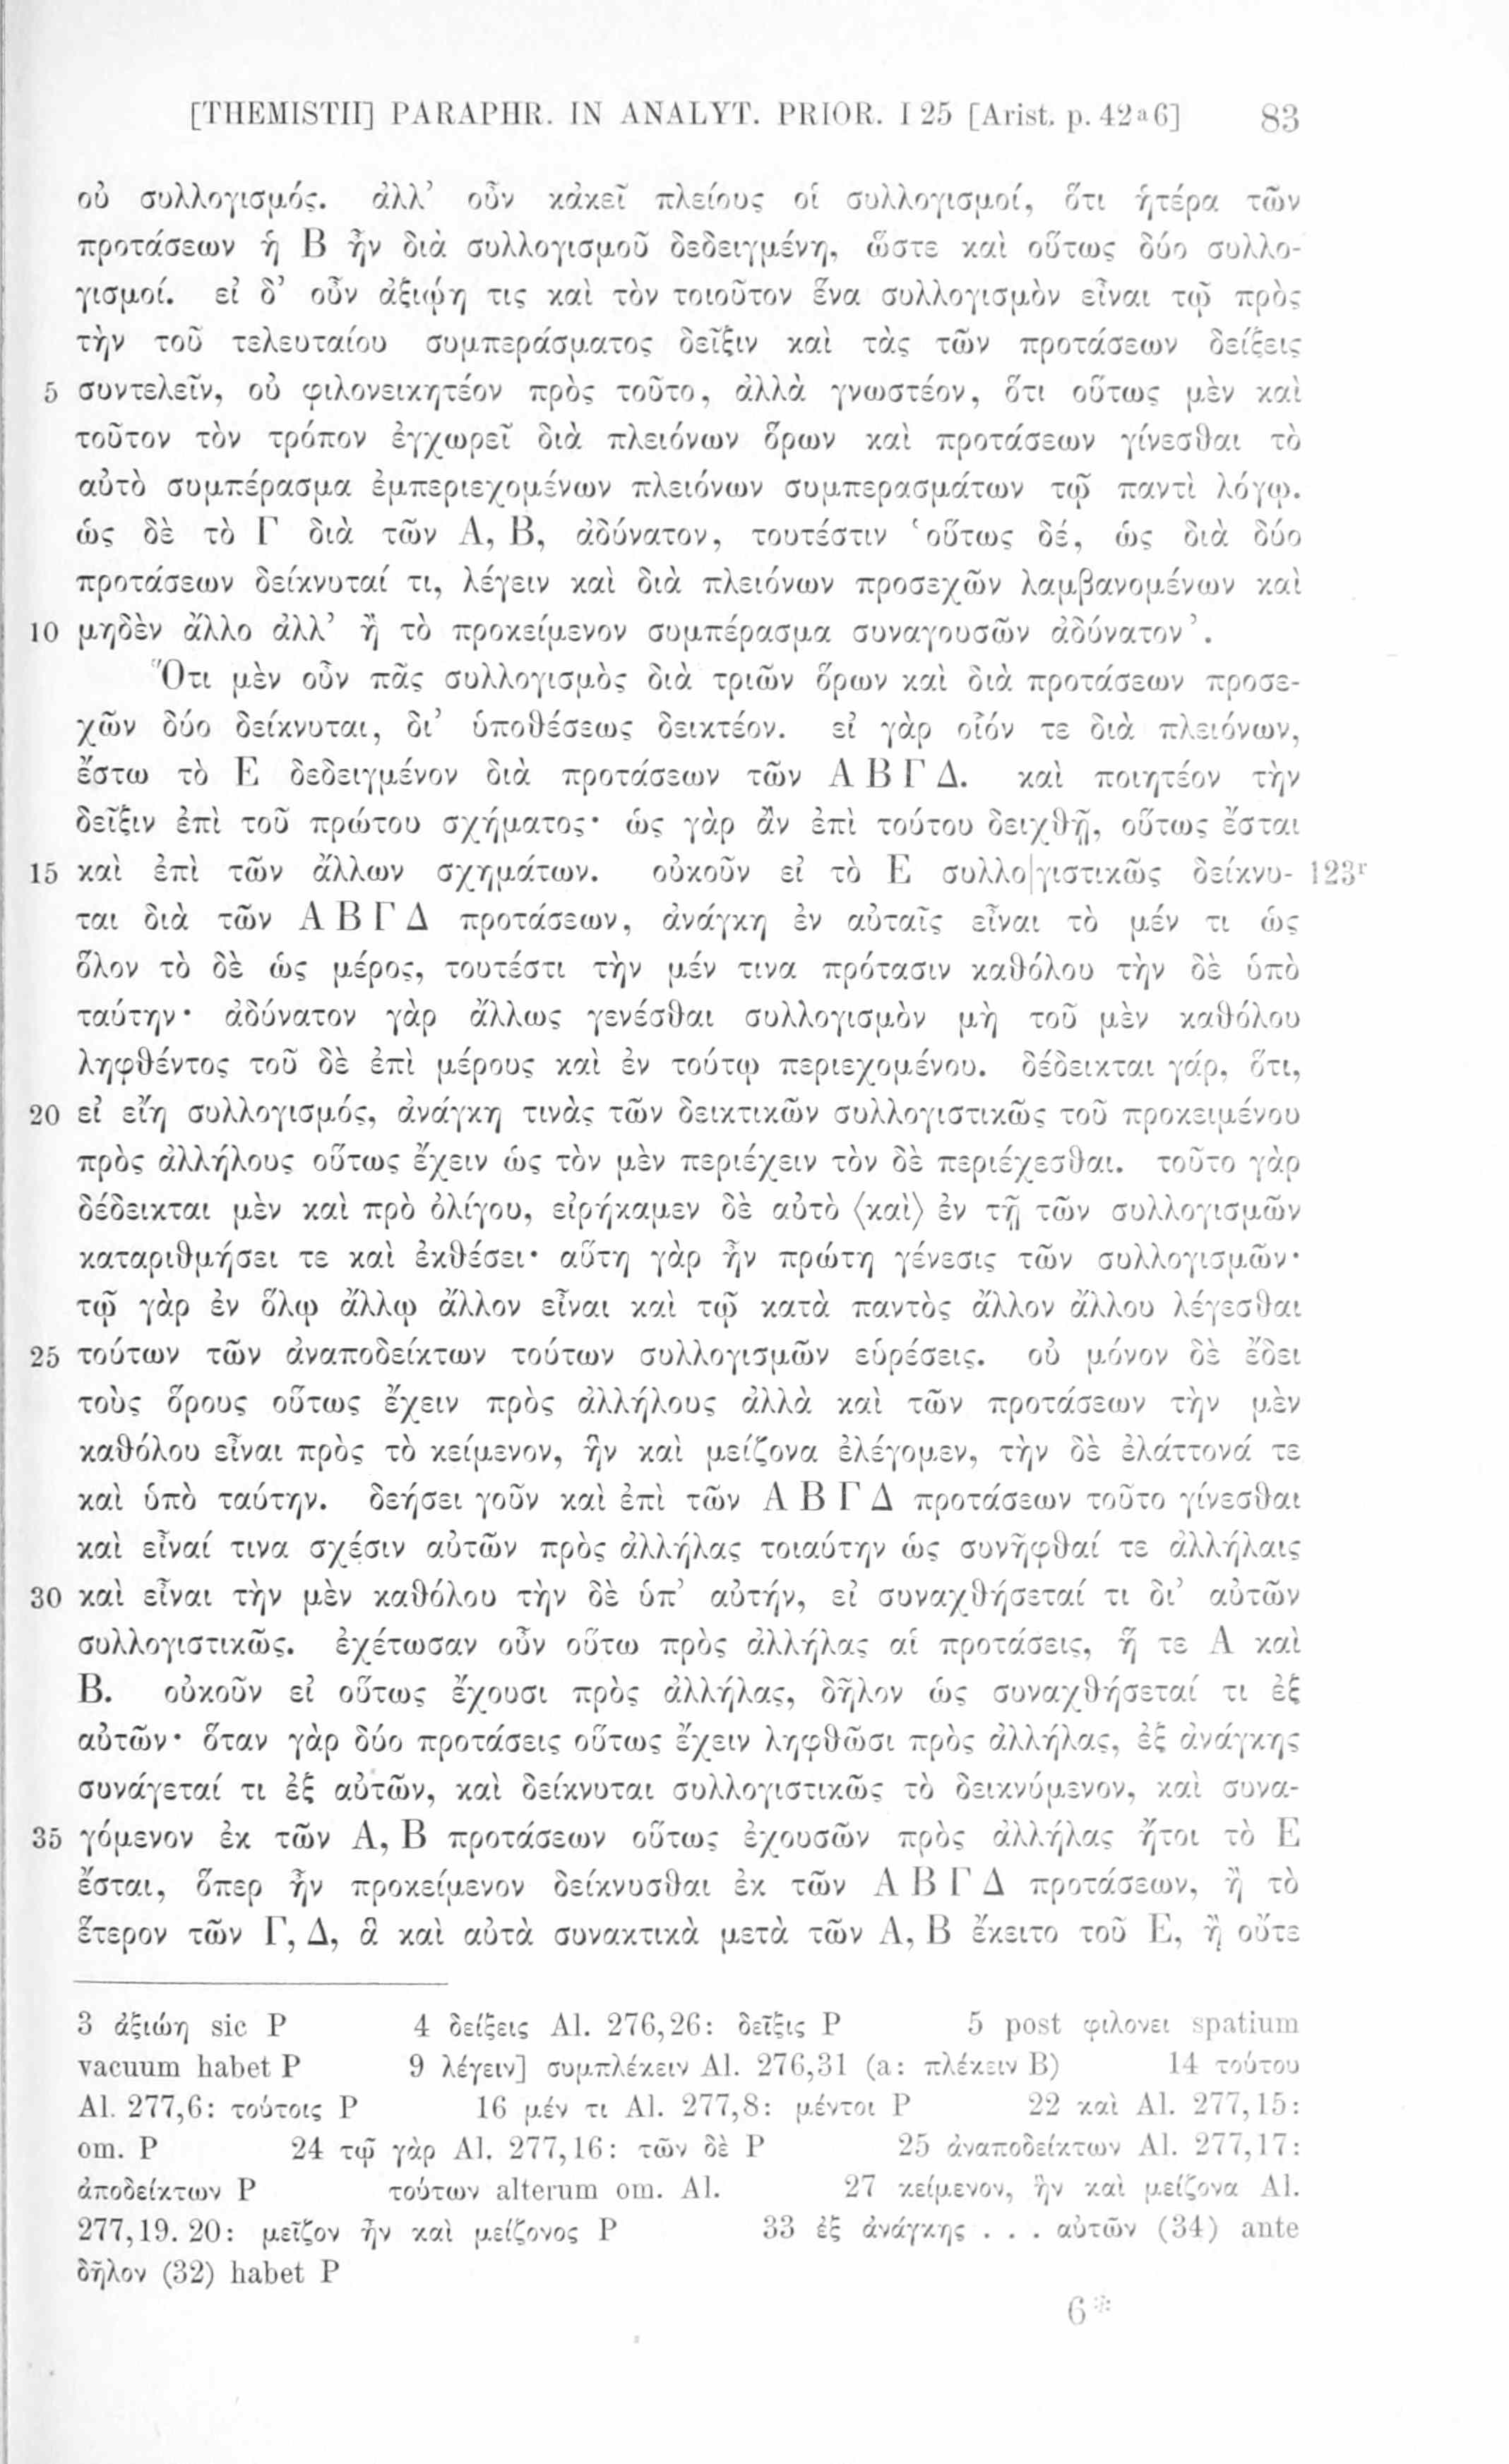 [THEMISTII] PARAPHR. IN ANALYT. PRIOR. I 25 [Arist. p. 42a6] 83
οὐ συλλογισμός. ἀλλ’ οὖν κἀκεῖ πλείους οἱ συλλογισμοί, ὅτι ἡτέρα τῶν
προτάσεων ἡ Β ἦν διὰ συλλογισμοῦ δεδειγμένη, ὥστε καὶ οὕτως δύο συλλο-
γισμοί. εἰ δ’ οὖν ἀξιῴη τις καὶ τὸν τοιοῦτον ἕνα συλλογισμὸν εἶναι τῷ πρὸς
τὴν τοῦ τελευταίου συμπεράσματος δεῖξιν καὶ τὰς τῶν προτάσεων δείξεις
5 συντελεῖν, οὐ φιλονεικητέον πρὸς τοῦτο, ἀλλὰ γνωστέον, ὅτι οὕτως μὲν καὶ
τοῦτον τὸν τρόπον ἐγχωρεῖ διὰ πλειόνων ὅρων καὶ προτάσεων γίνεσθαι τὸ
αὐτὸ συμπέρασμα ἐμπεριεχομένων πλειόνων συμπερασμάτων τῷ παντὶ λόγῳ.
ὡς δὲ τὸ Γ διὰ τῶν Α, Β, ἀδύνατον, τουτέστιν ‘οὕτως δέ, ὡς διὰ δύο
προτάσεων δείκνυταί τι, λέγειν καὶ διὰ πλειόνων προσεχῶν λαμβανομένων καὶ
10 μηδὲν ἄλλο ἀλλ’ ἢ τὸ προκείμενον συμπέρασμα συναγουσῶν ἀδύνατον’.
Ὅτι μὲν οὖν πᾶς συλλογισμὸς διὰ τριῶν ὅρων καὶ διὰ προτάσεων προσε-
χῶν δύο δείκνυται, δι’ ὑποθέσεως δεικτέον. εἰ γὰρ οἷόν τε διὰ πλειόνων,
ἔστω τὸ Ε δεδειγμένον διὰ προτάσεων τῶν Α Β Γ Δ. καὶ ποιητέον τὴν
δεῖξιν ἐπὶ τοῦ πρώτου σχήματος· ὡς γὰρ ἂν ἐπὶ τούτου δειχθῇ, οὕτως ἔσται
15 καὶ ἐπὶ τῶν ἄλλων σχημάτων. οὐκοῦν εἰ τὸ Ε συλλο|γιστικῶς δείκνυ- 123r
ται διὰ τῶν Α Β Γ Δ προτάσεων, ἀνάγκη ἐν αὐταῖς εἶναι τὸ μέν τι ὡς
ὅλον τὸ δὲ ὡς μέρος, τουτέστι τὴν μέν τινα πρότασιν καθόλου τὴν δὲ ὑπὸ
ταύτην· ἀδύνατον γὰρ ἄλλως γενέσθαι συλλογισμὸν μὴ τοῦ μὲν καθόλου
ληφθέντος τοῦ δὲ ἐπὶ μέρους καὶ ἐν τούτῳ περιεχομένου. δέδεικται γάρ, ὅτι,
20 εἰ εἴη συλλογισμός, ἀνάγκη τινὰς τῶν δεικτικῶν συλλογιστικῶς τοῦ προκειμένου
πρὸς ἀλλήλους οὕτως ἔχειν ὡς τὸν μὲν περιέχειν τὸν δὲ περιέχεσθαι. τοῦτο γὰρ
δέδεικται μὲν καὶ πρὸ ὀλίγου, εἰρήκαμεν δὲ αὐτὸ ⟨καὶ⟩ ἐν τῇ τῶν συλλογισμῶν
καταριθμήσει τε καὶ ἐκθέσει· αὕτη γὰρ ἦν πρώτη γένεσις τῶν συλλογισμῶν·
τῷ γὰρ ἐν ὅλῳ ἄλλῳ ἄλλον εἶναι καὶ τῷ κατὰ παντὸς ἄλλον ἄλλου λέγεσθαι
25 τούτων τῶν ἀναποδείκτων τούτων συλλογισμῶν εὑρέσεις. οὐ μόνον δὲ ἔδει
τοὺς ὅρους οὕτως ἔχειν πρὸς ἀλλήλους ἀλλὰ καὶ τῶν προτάσεων τὴν μὲν
καθόλου εἶναι πρὸς τὸ κείμενον, ἣν καὶ μείζονα ἐλέγομεν, τὴν δὲ ἐλάττονά τε
καὶ ὑπὸ ταύτην. δεήσει γοῦν καὶ ἐπὶ τῶν Α Β Γ Δ προτάσεων τοῦτο γίνεσθαι
καὶ εἶναί τινα σχέσιν αὐτῶν πρὸς ἀλλήλας τοιαύτην ὡς συνῆφθαί τε ἀλλήλαις
30 καὶ εἶναι τὴν μὲν καθόλου τὴν δὲ ὑπ’ αὐτήν, εἰ συναχθήσεταί τι δι’ αὐτῶν
συλλογιστικῶς. ἐχέτωσαν οὖν οὕτω πρὸς ἀλλήλας αἱ προτάσεις, ἥ τε Α καὶ
Β. οὐκοῦν εἰ οὕτως ἔχουσι πρὸς ἀλλήλας, δῆλον ὡς συναχθήσεταί τι ἐξ
αὐτῶν· ὅταν γὰρ δύο προτάσεις οὕτως ἔχειν ληφθῶσι πρὸς ἀλλήλας, ἐξ ἀνάγκης
συνάγεταί τι ἐξ αὐτῶν, καὶ δείκνυται συλλογιστικῶς τὸ δεικνύμενον, καὶ συνα-
35 γόμενον ἐκ τῶν Α, Β προτάσεων οὕτως ἐχουσῶν πρὸς ἀλλήλας ἤτοι τὸ Ε
ἔσται, ὅπερ ἦν προκείμενον δείκνυσθαι ἐκ τῶν Α Β Γ Δ προτάσεων, ἢ τὸ
ἕτερον τῶν Γ, Δ, ἃ καὶ αὐτὰ συνακτικὰ μετὰ τῶν Α, Β ἔκειτο τοῦ Ε, ἢ οὔτε
3 ἀξιώη sic P 4 δείξεις Al. 276,26: δεῖξις P 5 post φιλονει spatium
vacuum habet P 9 λέγειν] συμπλέκειν Al. 276,31 (a: πλέκειν B) 14 τούτου
Al. 277,6: τούτοις P 16 μέν τι Al. 277,8: μέντοι P 22 καὶ Al. 277,15:
om. P 24 τῷ γὰρ Al. 277,16: τῶν δὲ P 25 ἀναποδείκτων Al. 277,17:
ἀποδείκτων P τούτων alterum om. Al. 27 κείμενον, ἣν καὶ μείζονα Al.
277,19. 20: μεῖζον ἦν καὶ μείζονος P 33 ἐξ ἀνάγκης . . . αὐτῶν (34) ante
δῆλον (32) habet P
6*